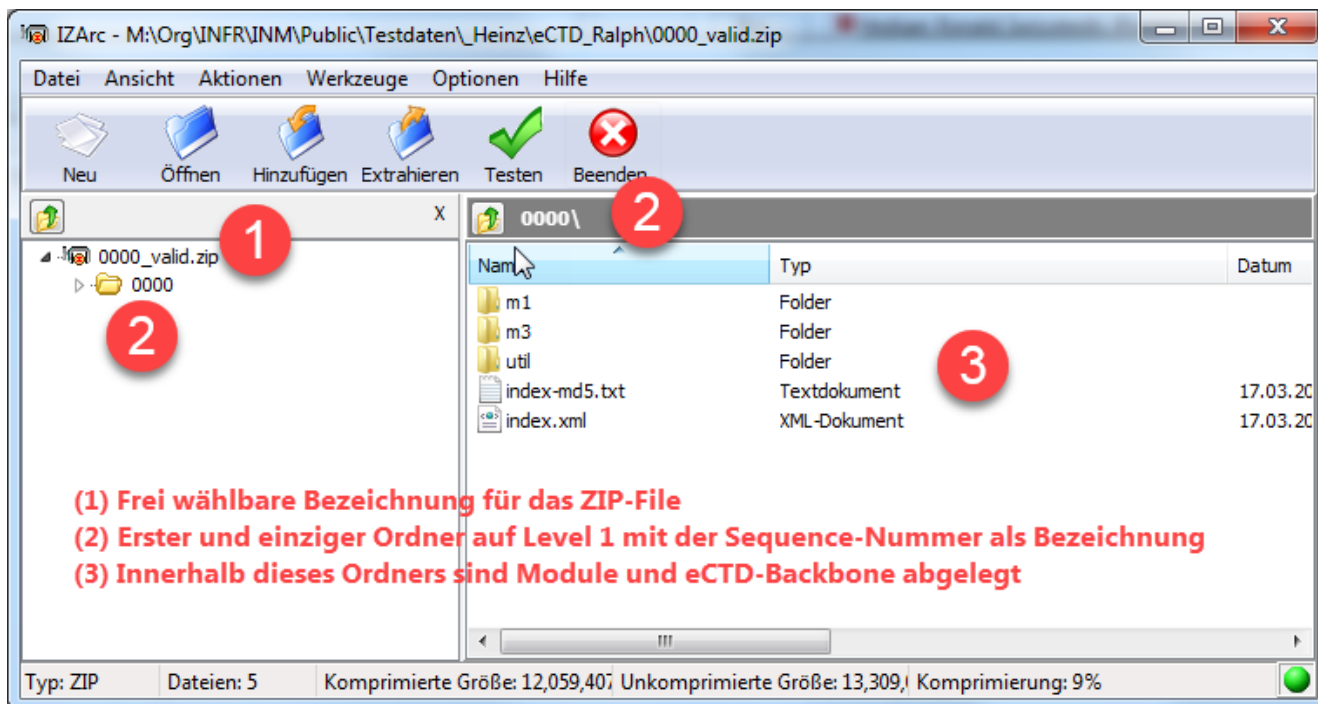 IZArc - M:\Org\INFR\INM\Public\Testdaten\_Heinz\eCTD_Ralph\0000_valid.zip
Datei Ansicht Aktionen Werkzeuge Optionen Hilfe
Neu Öffnen Hinzufügen Extrahieren Testen Beenden
1 X 0000\ 2
0000_valid.zip
0000
2
Name Typ Datum
m1 Folder
m3 Folder
util Folder
3
index-md5.txt Textdokument 17.03.20
index.xml XML-Dokument 17.03.20
(1) Frei wählbare Bezeichnung für das ZIP-File
(2) Erster und einziger Ordner auf Level 1 mit der Sequence-Nummer als Bezeichnung
(3) Innerhalb dieses Ordners sind Module und eCTD-Backbone abgelegt
Typ: ZIP Dateien: 5 Komprimierte Größe: 12,059,407 Unkomprimierte Größe: 13,309, Komprimierung: 9%